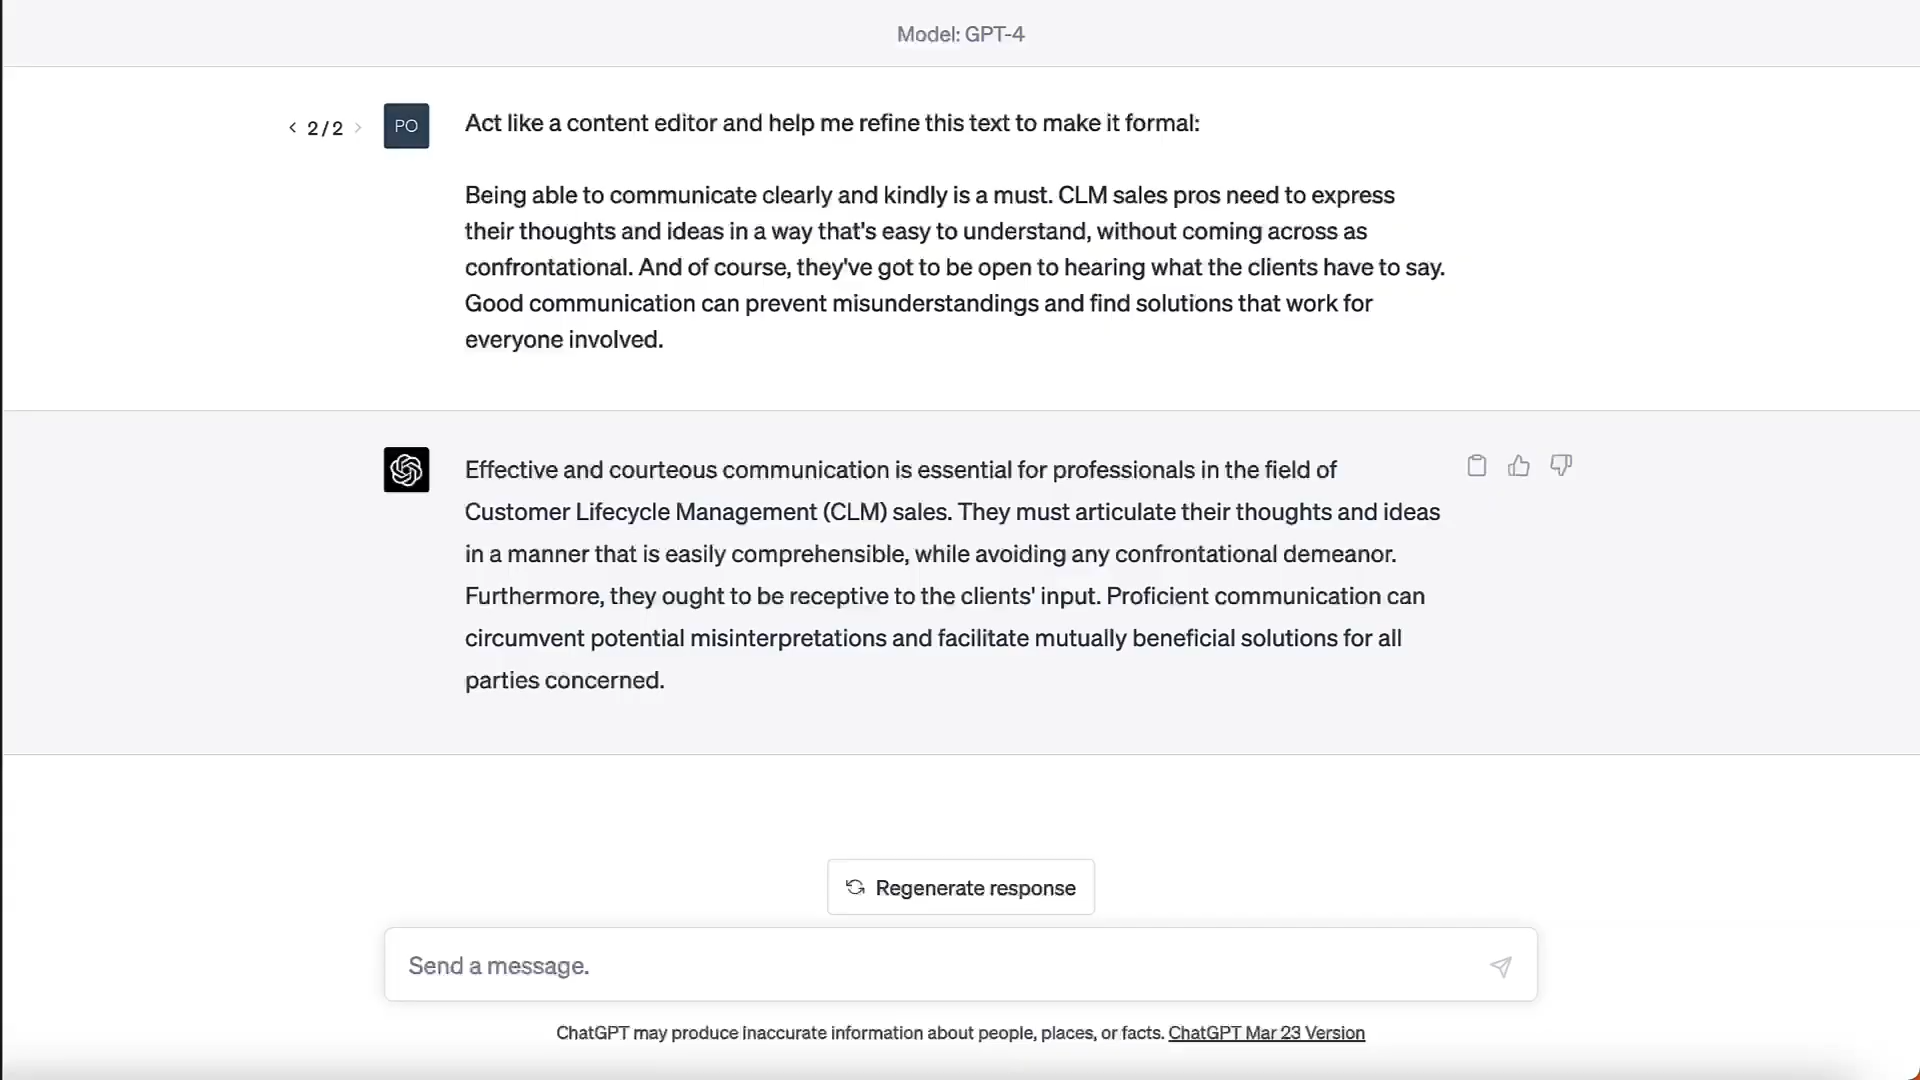 Model: GPT-4
2/2
PO
Act like a content editor and help me refine this text to make it formal:
Being able to communicate clearly and kindly is a must. CLM sales pros need to express
their thoughts and ideas in a way that's easy to understand, without coming across as
confrontational. And of course, they've got to be open to hearing what the clients have to say.
Good communication can prevent misunderstandings and find solutions that work for
everyone involved.
Effective and courteous communication is essential for professionals in the field of
Customer Lifecycle Management (CLM) sales. They must articulate their thoughts and ideas
in a manner that is easily comprehensible, while avoiding any confrontational demeanor.
Furthermore, they ought to be receptive to the clients' input. Proficient communication can
circumvent potential misinterpretations and facilitate mutually beneficial solutions for all
parties concerned.
Regenerate response
Send a message.
ChatGPT may produce inaccurate information about people, places, or facts. ChatGPT Mar 23 Version